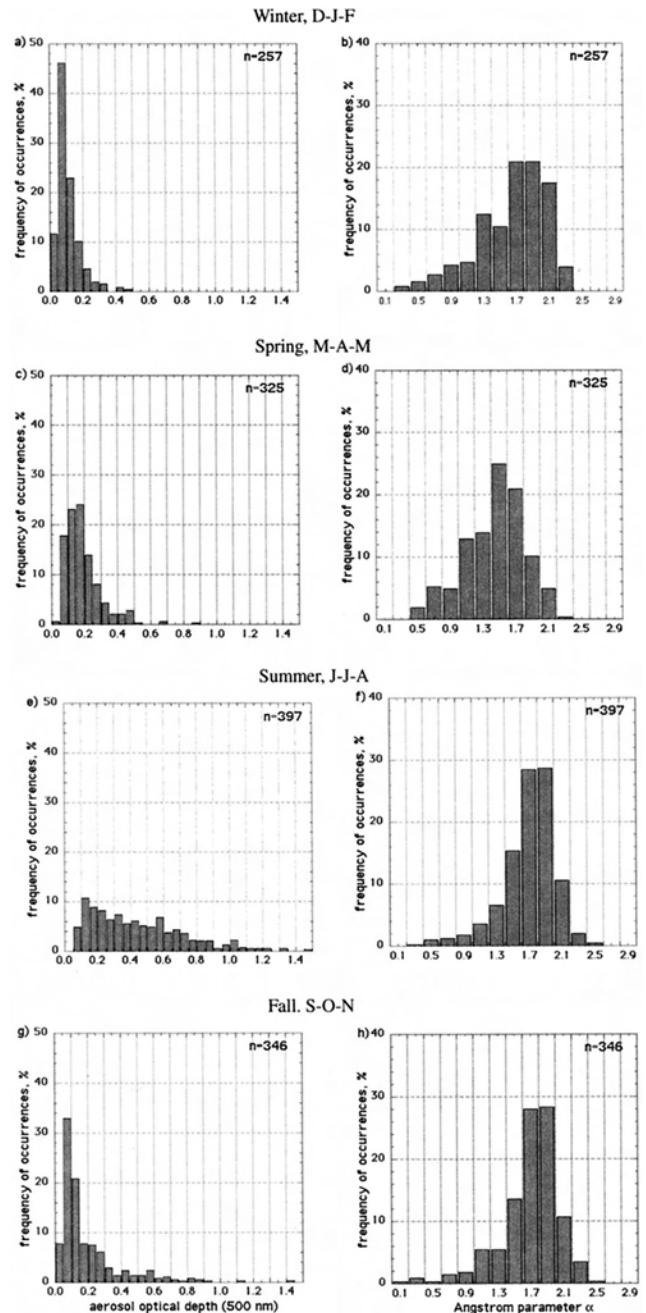 Winter, D-J-F
a) 50 n=257 b) 40 n=257
frequency of occurrences, %
40
30
20
10
0
0.0 0.2 0.4 0.6 0.8 1.0 1.2 1.4
frequency of occurrences, %
30
20
10
0
0.1 0.5 0.9 1.3 1.7 2.1 2.5 2.9
Spring, M-A-M
c) 50 n=325 d) 40 n=325
frequency of occurrences, %
40
30
20
10
0
0.0 0.2 0.4 0.6 0.8 1.0 1.2 1.4
frequency of occurrences, %
30
20
10
0
0.1 0.5 0.9 1.3 1.7 2.1 2.5 2.9
Summer, J-J-A
e) 50 n=397 f) 40 n=397
frequency of occurrences, %
40
30
20
10
0
0.0 0.2 0.4 0.6 0.8 1.0 1.2 1.4
frequency of occurrences, %
30
20
10
0
0.1 0.5 0.9 1.3 1.7 2.1 2.5 2.9
Fall. S-O-N
g) 50 n=346 h) 40 n=346
frequency of occurrences, %
40
30
20
10
0
0.0 0.2 0.4 0.6 0.8 1.0 1.2 1.4
aerosol optical depth (500 nm)
frequency of occurrences, %
30
20
10
0
0.1 0.5 0.9 1.3 1.7 2.1 2.5 2.9
Angstrom parameter α